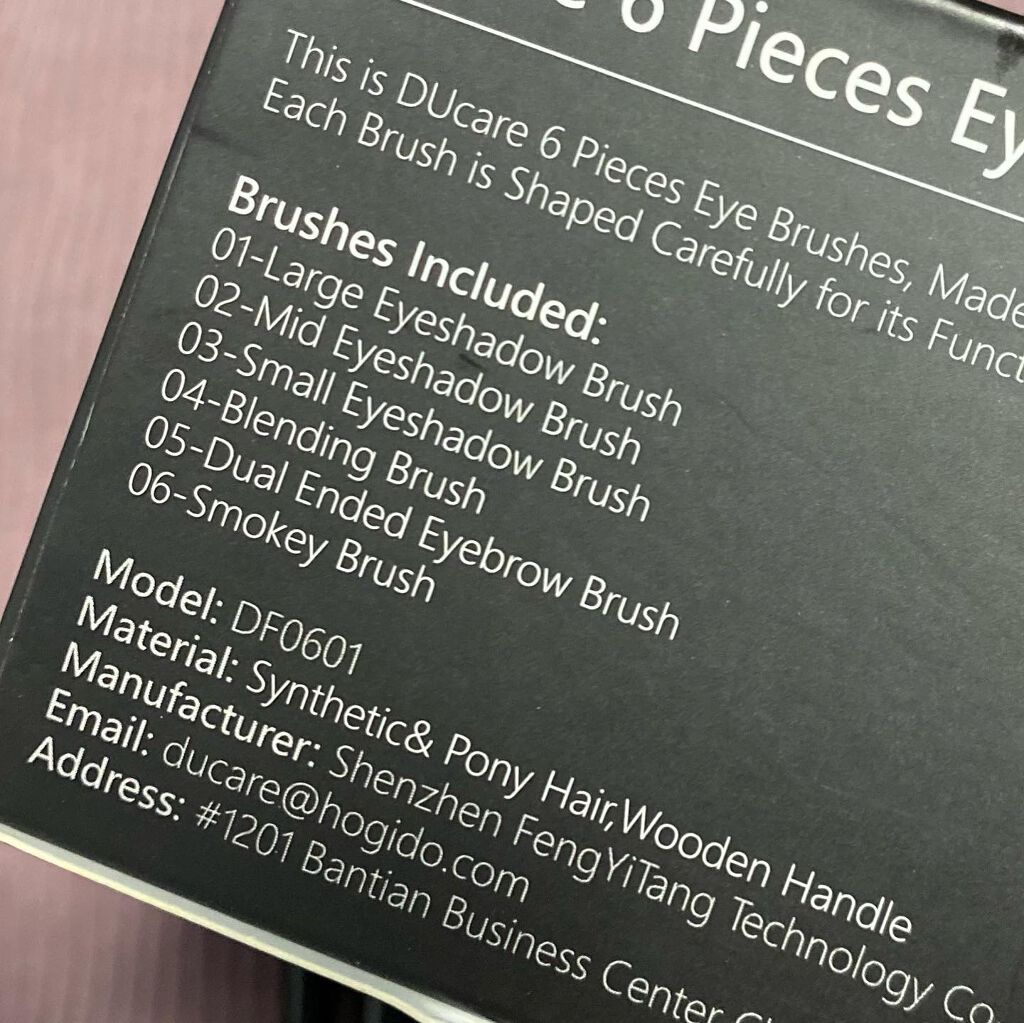 6 Pieces Ey
This is DUcare 6 Pieces Eye Brushes, Made
Each Brush is Shaped Carefully for its Funct
Brushes Included:
01-Large Eyeshadow Brush
02-Mid Eyeshadow Brush
03-Small Eyeshadow Brush
04-Blending Brush
05-Dual Ended Eyebrow Brush
06-Smokey Brush
Model: DF0601
Material: Synthetic& Pony Hair,Wooden Handle
Manufacturer: Shenzhen FengYiTang Technology Co
Email: ducare@hogido.com
Address: #1201 Bantian Business Center